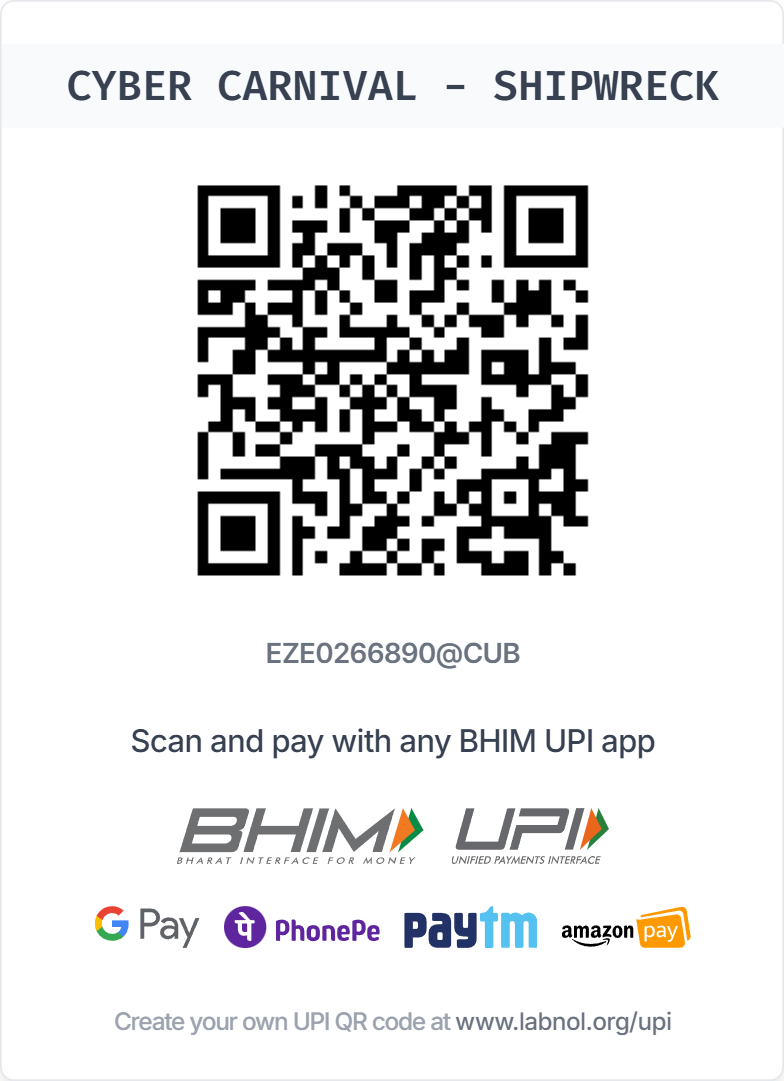 CYBER CARNIVAL - SHIPWRECK
EZE0266890@CUB
Scan and pay with any BHIM UPI app
BHIM UPI
BHARAT INTERFACE FOR MONEY UNIFIED PAYMENTS INTERFACE
G Pay पे PhonePe paytm amazon pay
Create your own UPI QR code at www.labnol.org/upi